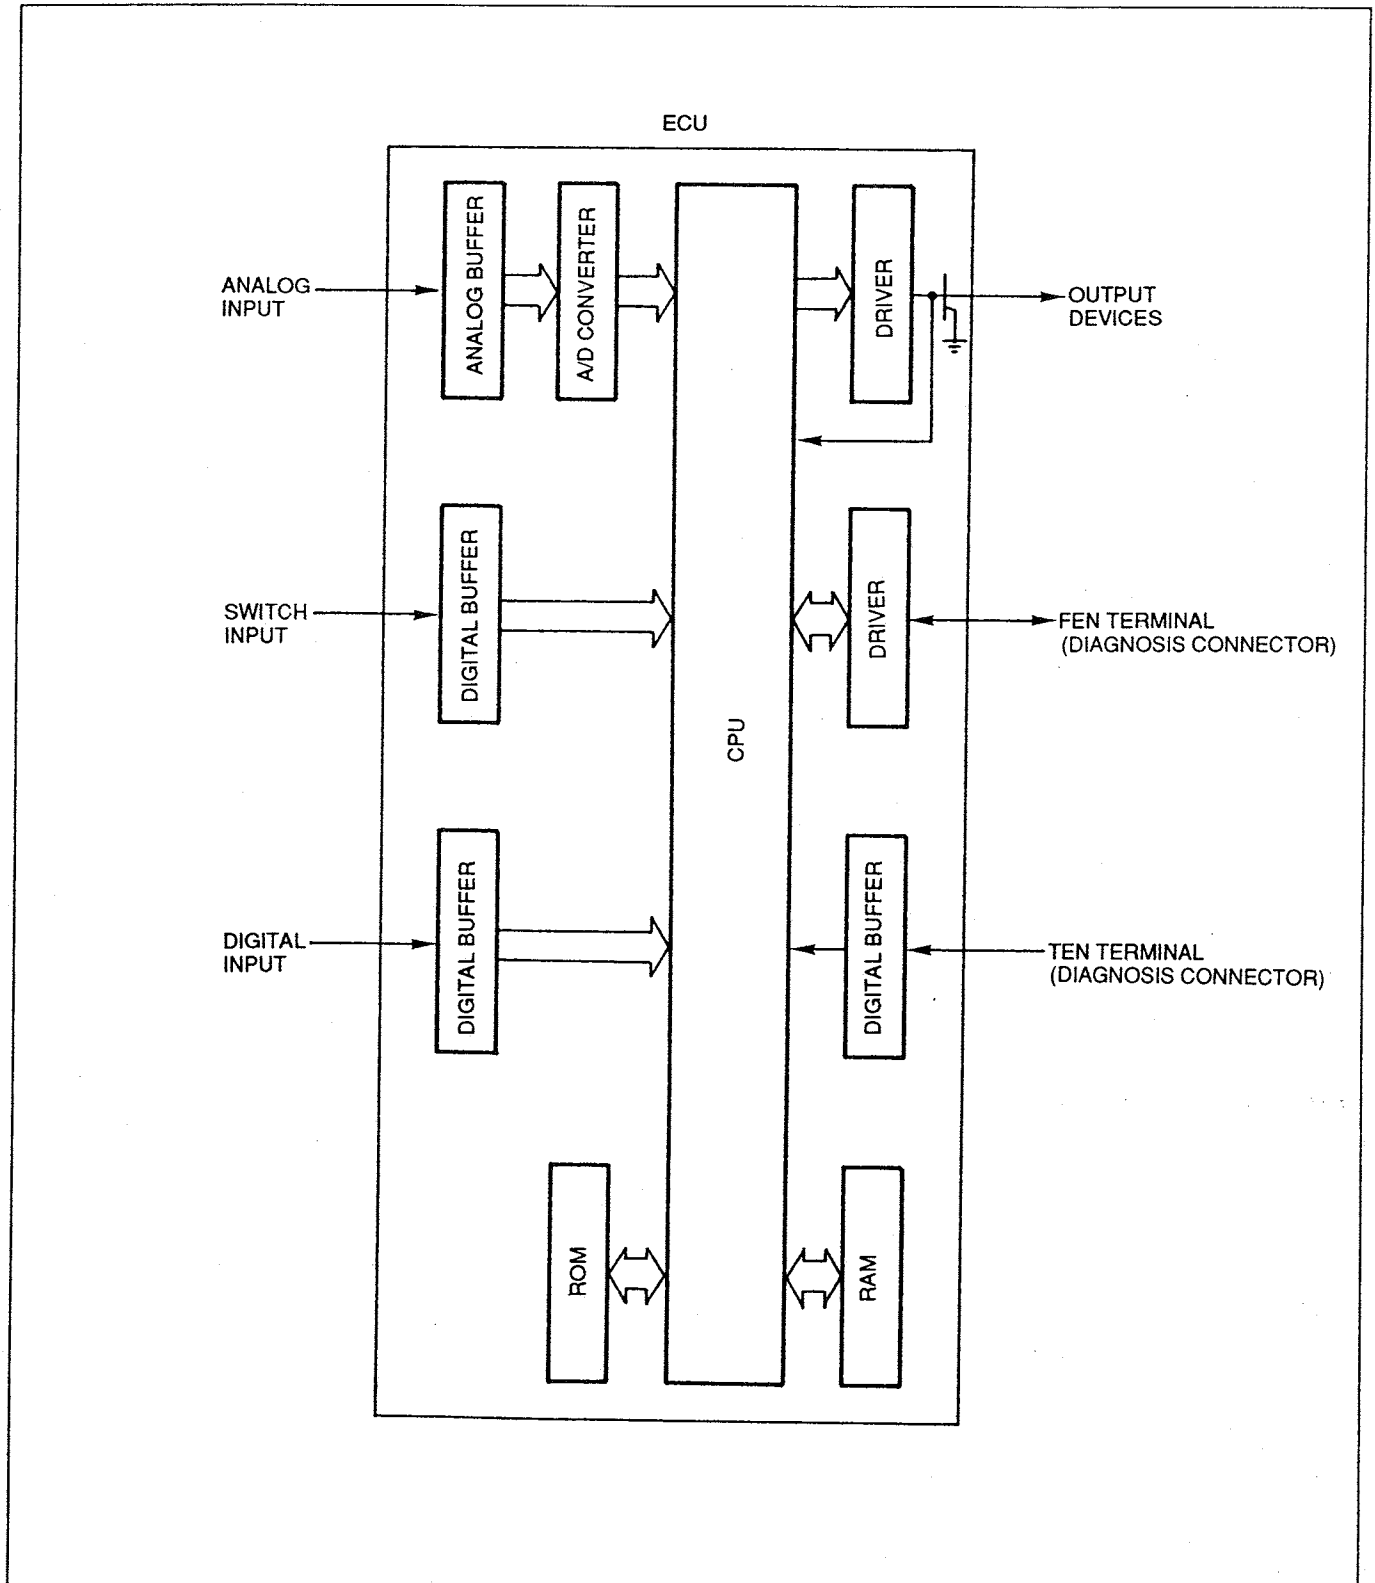 ECU
ANALOG BUFFER
A/D CONVERTER
DRIVER
ANALOG
INPUT
OUTPUT
DEVICES
DIGITAL BUFFER
SWITCH
INPUT
DRIVER
FEN TERMINAL
(DIAGNOSIS CONNECTOR)
CPU
DIGITAL BUFFER
DIGITAL
INPUT
DIGITAL BUFFER
TEN TERMINAL
(DIAGNOSIS CONNECTOR)
ROM
RAM